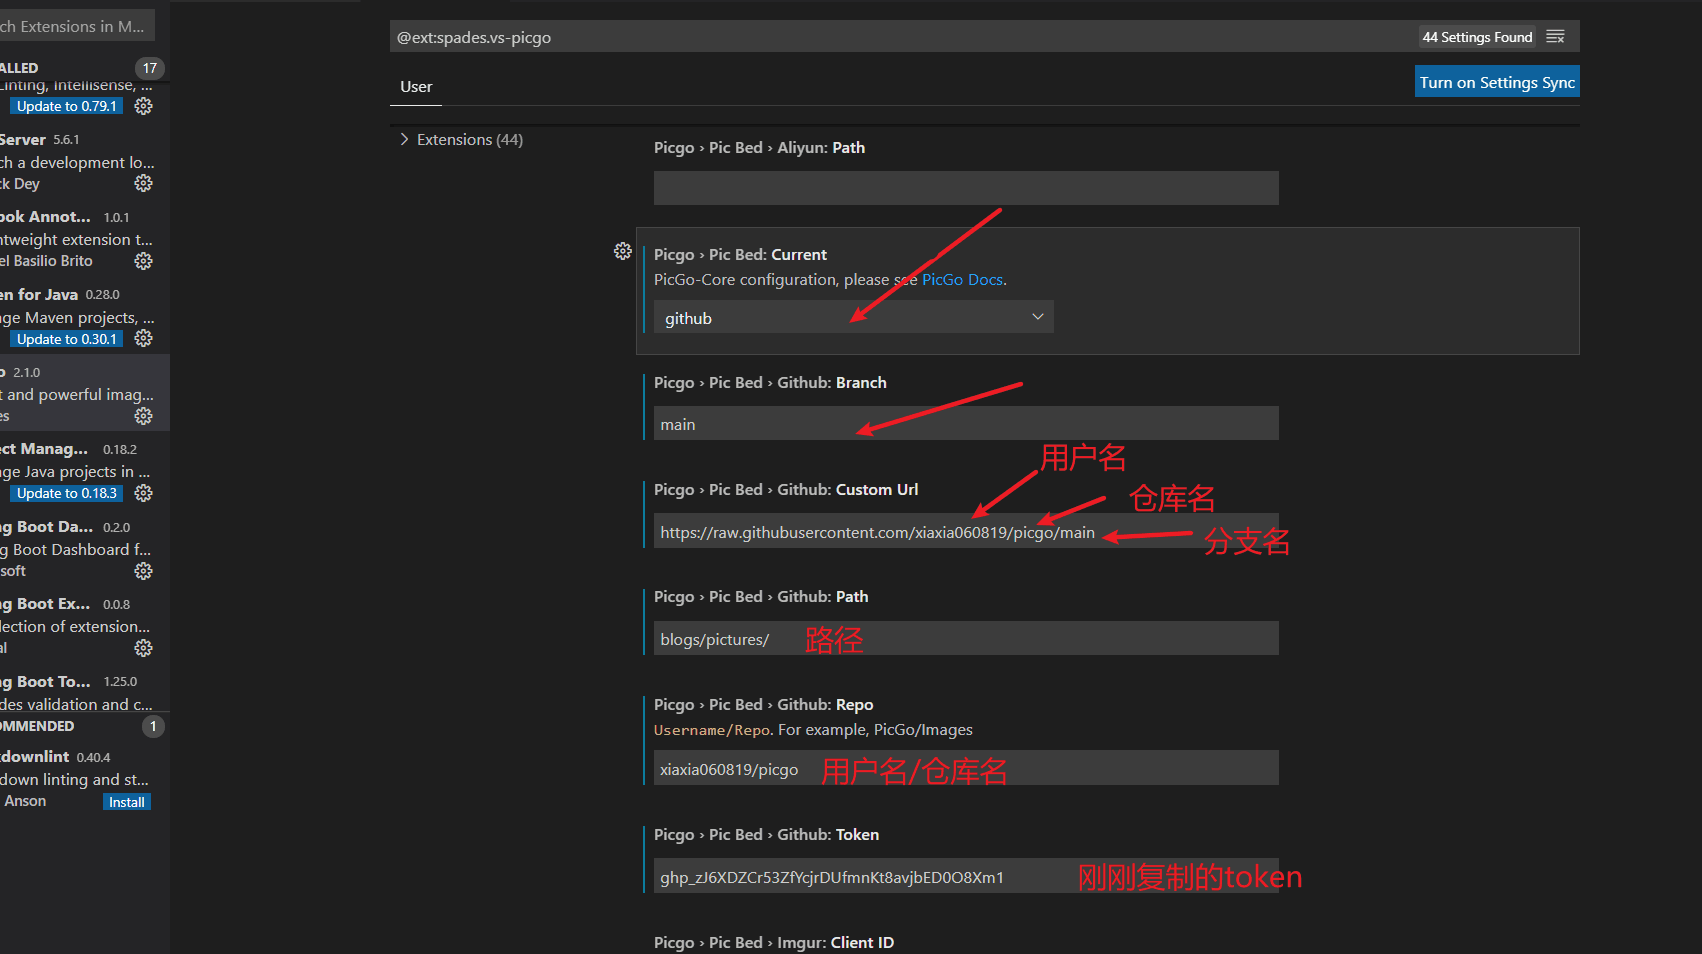 ch Extensions in M...
ALLED 17
Linting, Intellisense, ...
Update to 0.79.1
Server 5.6.1
ch a development lo...
ck Dey
ok Annot... 1.0.1
ntweight extension t...
el Basilio Brito
en for Java 0.28.0
age Maven projects, ...
Update to 0.30.1
o 2.1.0
t and powerful imag...
es
ect Manag... 0.18.2
age Java projects in ...
Update to 0.18.3
ng Boot Da... 0.2.0
g Boot Dashboard f...
soft
ng Boot Ex... 0.0.8
lection of extension...
al
ng Boot To... 1.25.0
des validation and c...
OMMENDED 1
kdownlint 0.40.4
down linting and st...
Anson Install
@ext:spades.vs-picgo 44 Settings Found
User Turn on Settings Sync
Extensions (44)
Picgo › Pic Bed › Aliyun: Path
Picgo › Pic Bed: Current
PicGo-Core configuration, please see PicGo Docs.
github
Picgo › Pic Bed › Github: Branch
main
用户名
Picgo › Pic Bed › Github: Custom Url
仓库名
https://raw.githubusercontent.com/xiaxia060819/picgo/main
分支名
Picgo › Pic Bed › Github: Path
blogs/pictures/ 路径
Picgo › Pic Bed › Github: Repo
Username/Repo. For example, PicGo/Images
xiaxia060819/picgo 用户名/仓库名
Picgo › Pic Bed › Github: Token
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 刚刚复制的token
Picgo › Pic Bed › Imgur: Client ID